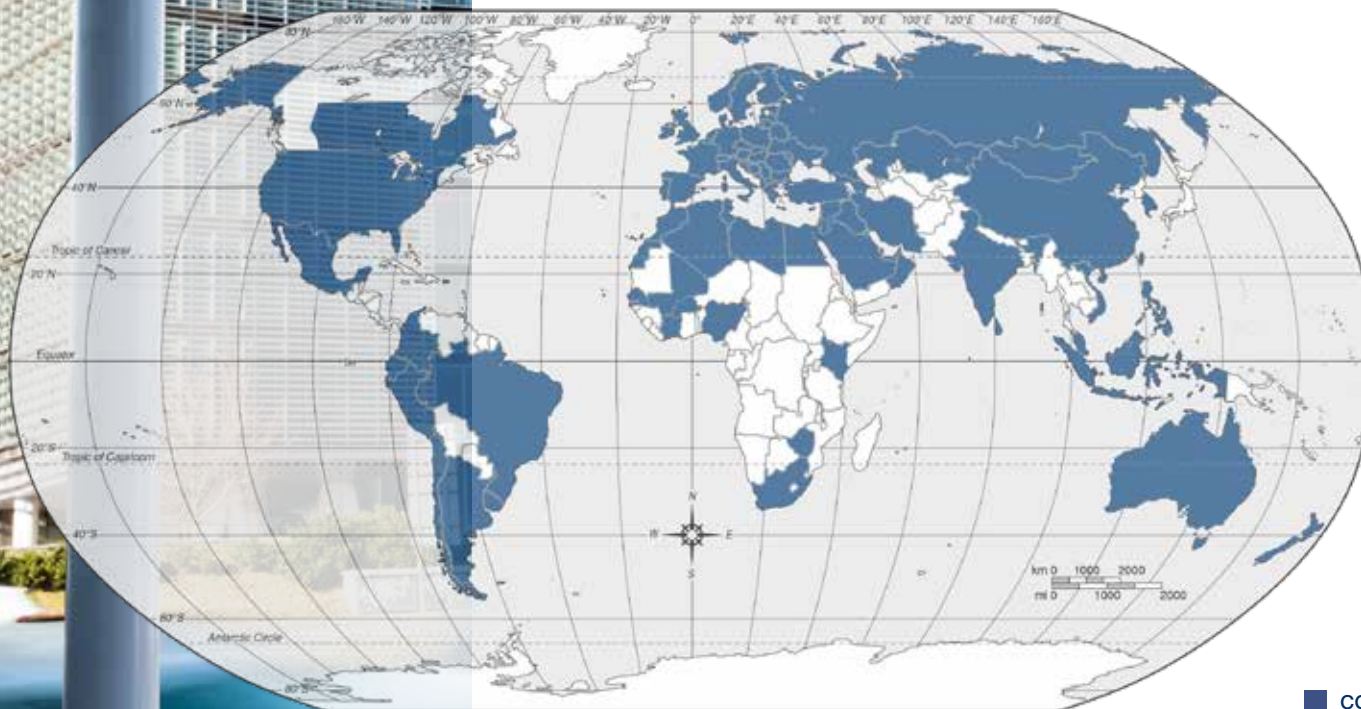 160°W 140°W 120°W 100°W 80°W 60°W 40°W 20°W 0° 20°E 40°E 60°E 80°E 100°E 120°E 140°E 160°E
80°N
60°N
40°N
Tropic of Cancer
20°N
Equator
20°S
Tropic of Capricorn
N
W E
S
40°S
km 0 1000 2000
mi 0 1000 2000
60°S
Antarctic Circle
80°S